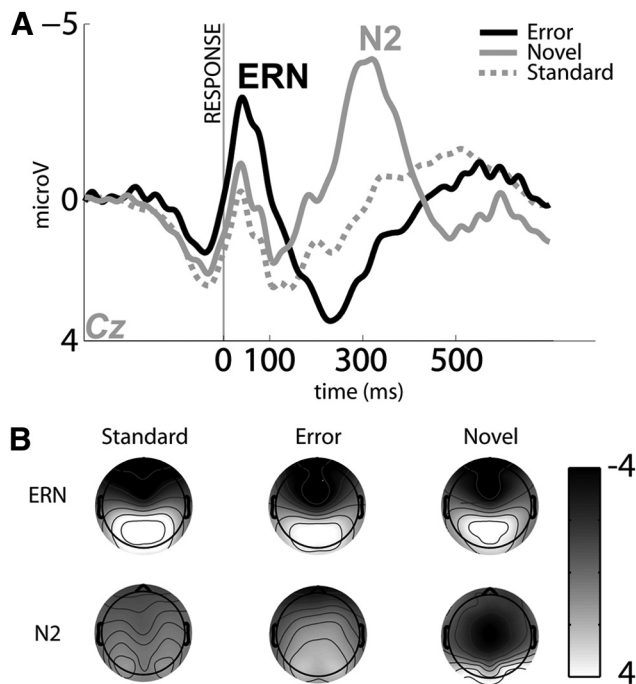 A
-5
RESPONSE
ERN
N2
Error
Novel
Standard
microV
0
Cz
4
0 100 300 500
time (ms)
B
Standard Error Novel
-4
ERN
N2
4